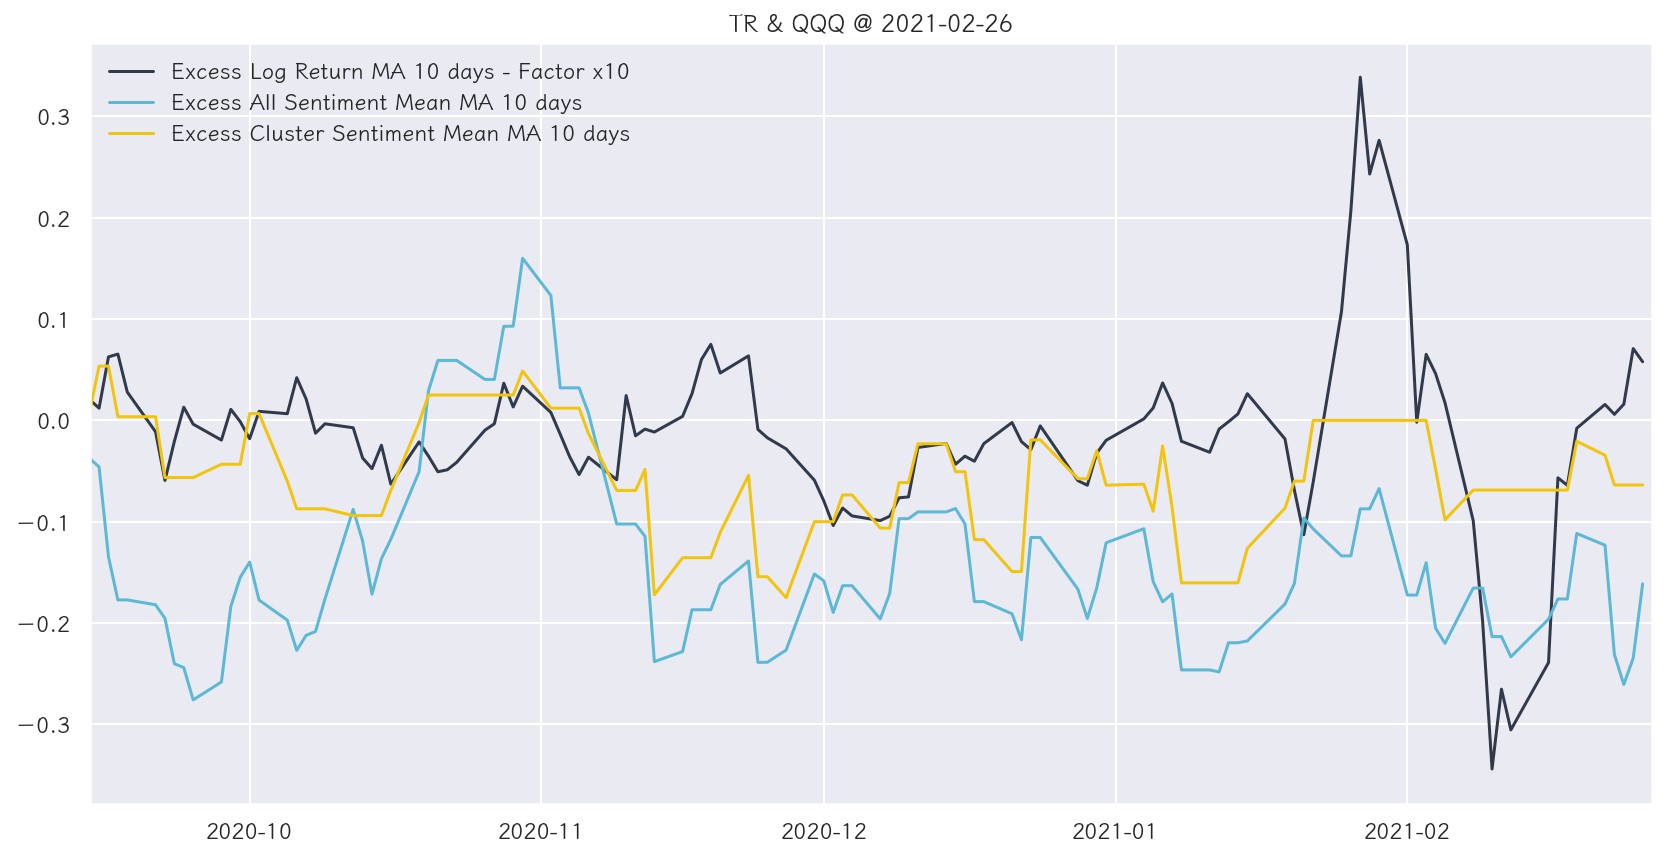 TR & QQQ @ 2021-02-26
Excess Log Return MA 10 days - Factor x10
Excess All Sentiment Mean MA 10 days
Excess Cluster Sentiment Mean MA 10 days
0.3
0.2
0.1
0.0
−0.1
−0.2
−0.3
2020-10 2020-11 2020-12 2021-01 2021-02